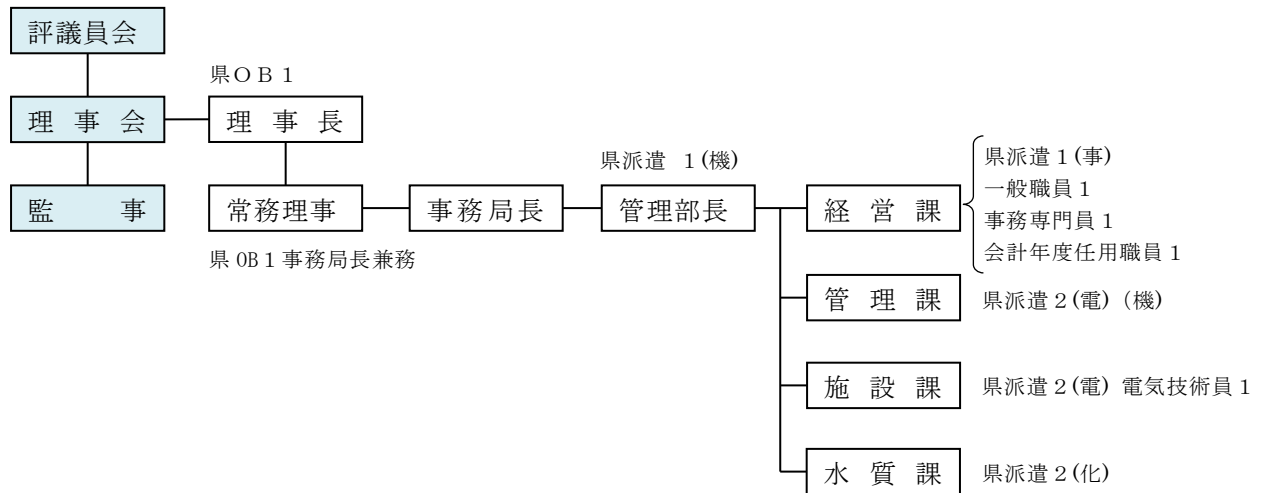 評議員会
県ＯＢ１
理事会
理事長
県派遣 １(機)
県派遣１(事)
一般職員１
事務専門員１
会計年度任用職員１
監事
常務理事
事務局長
管理部長
経営課
県OB１事務局長兼務
管理課
県派遣２(電)（機）
施設課
県派遣２(電) 電気技術員１
水質課
県派遣２(化)